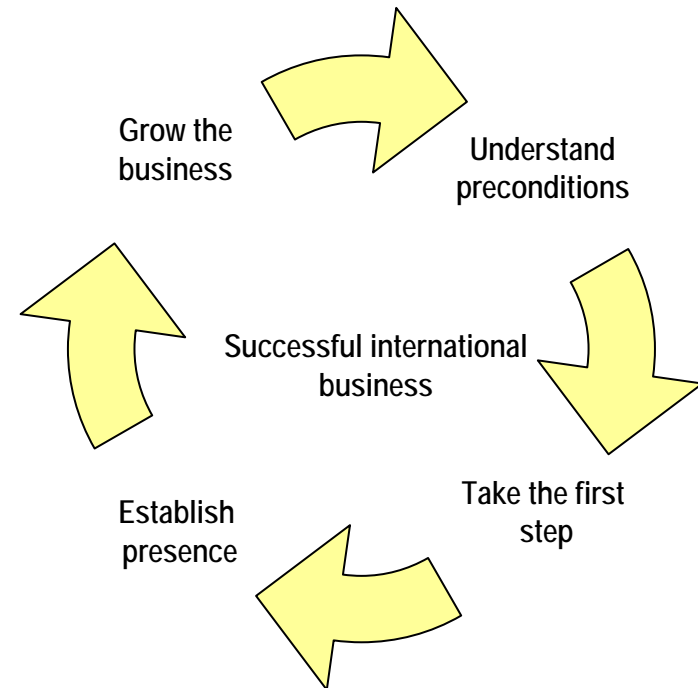 Grow the
business
Understand
preconditions
Successful international
business
Take the first
step
Establish
presence